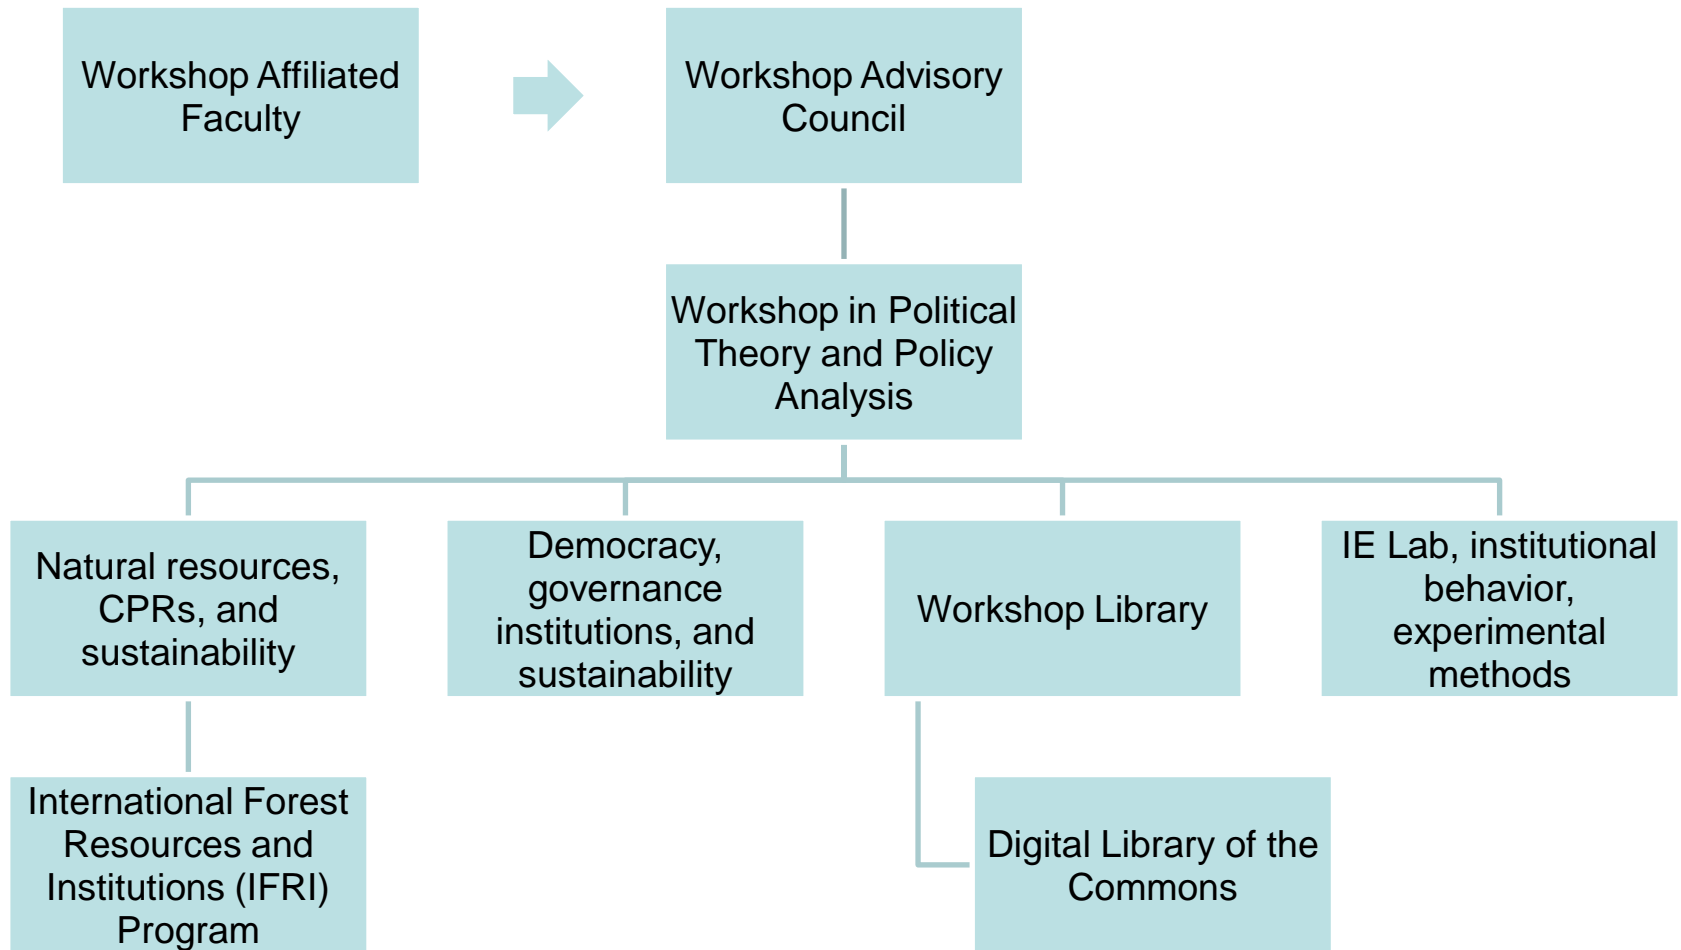 Workshop Affiliated
Faculty
Workshop Advisory
Council
Workshop in Political
Theory and Policy
Analysis
Natural resources,
CPRs, and
sustainability
Democracy,
governance
institutions, and
sustainability
Workshop Library
IE Lab, institutional
behavior,
experimental
methods
International Forest
Resources and
Institutions (IFRI)
Program
Digital Library of the
Commons